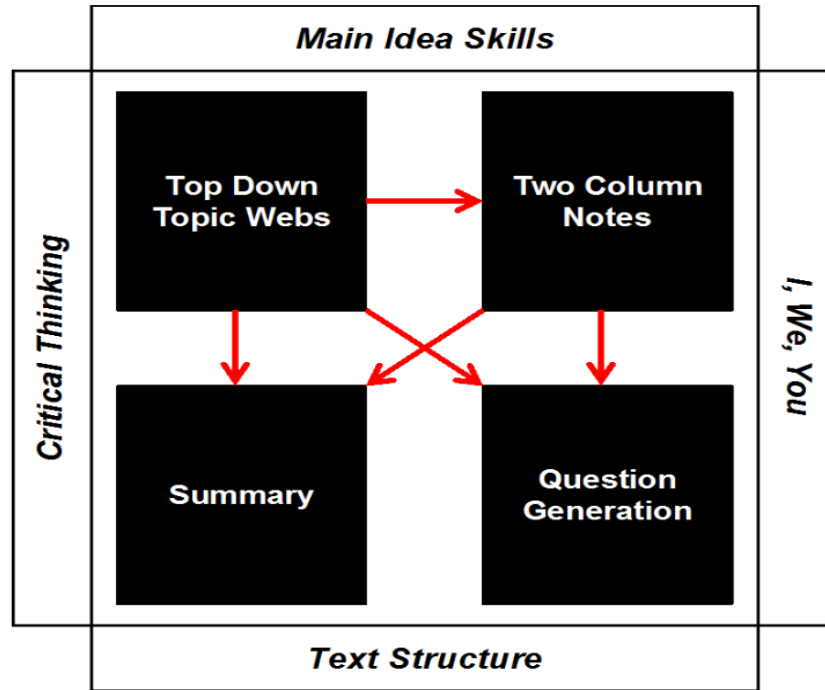 Main Idea Skills
Critical Thinking
Top Down
Topic Webs
Two Column
Notes
I, We, You
Summary
Question
Generation
Text Structure